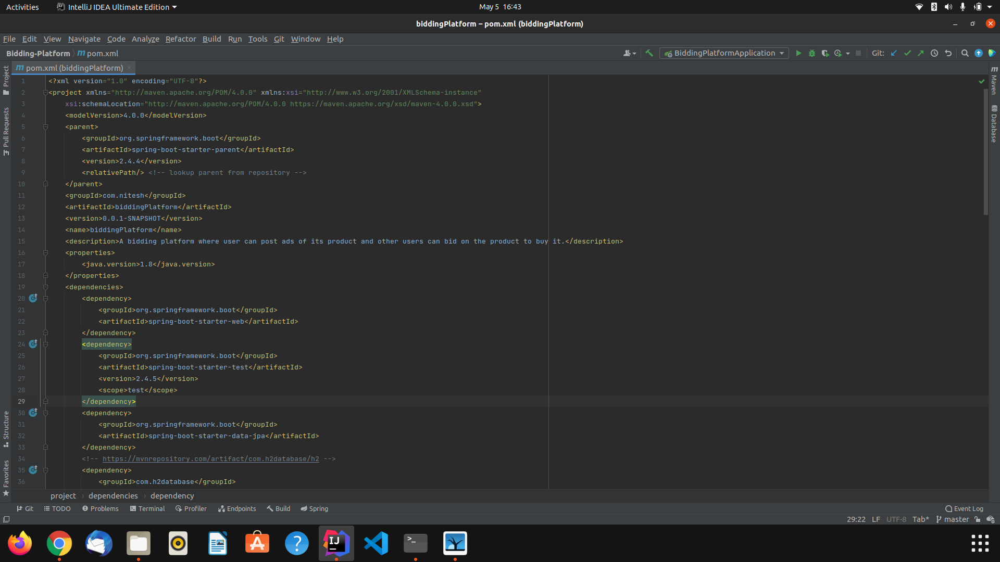 Activities IntelliJ IDEA Ultimate Edition May 5 16:43
biddingPlatform – pom.xml (biddingPlatform)
File Edit View Navigate Code Analyze Refactor Build Run Tools Git Window Help
Bidding-Platform m pom.xml BiddingPlatformApplication Git:
m pom.xml (biddingPlatform)
Project
Pull Requests
Structure
Favorites
m Maven
Database
1 <?xml version="1.0" encoding="UTF-8"?>
2 <project xmlns="http://maven.apache.org/POM/4.0.0" xmlns:xsi="http://www.w3.org/2001/XMLSchema-instance"
3 xsi:schemaLocation="http://maven.apache.org/POM/4.0.0 https://maven.apache.org/xsd/maven-4.0.0.xsd">
4 <modelVersion>4.0.0</modelVersion>
5 <parent>
6 <groupId>org.springframework.boot</groupId>
7 <artifactId>spring-boot-starter-parent</artifactId>
8 <version>2.4.4</version>
9 <relativePath/> <!-- lookup parent from repository -->
10 </parent>
11 <groupId>com.nitesh</groupId>
12 <artifactId>biddingPlatform</artifactId>
13 <version>0.0.1-SNAPSHOT</version>
14 <name>biddingPlatform</name>
15 <description>A bidding platform where user can post ads of its product and other users can bid on the product to buy it.</description>
16 <properties>
17 <java.version>1.8</java.version>
18 </properties>
19 <dependencies>
20 <dependency>
21 <groupId>org.springframework.boot</groupId>
22 <artifactId>spring-boot-starter-web</artifactId>
23 </dependency>
24 <dependency>
25 <groupId>org.springframework.boot</groupId>
26 <artifactId>spring-boot-starter-test</artifactId>
27 <version>2.4.5</version>
28 <scope>test</scope>
29 </dependency>
30 <dependency>
31 <groupId>org.springframework.boot</groupId>
32 <artifactId>spring-boot-starter-data-jpa</artifactId>
33 </dependency>
34 <!-- https://mvnrepository.com/artifact/com.h2database/h2 -->
35 <dependency>
36 <groupId>com.h2database</groupId>
project › dependencies › dependency
Git TODO Problems Terminal Profiler Endpoints Build Spring Event Log
29:22 LF UTF-8 Tab* master
IJ